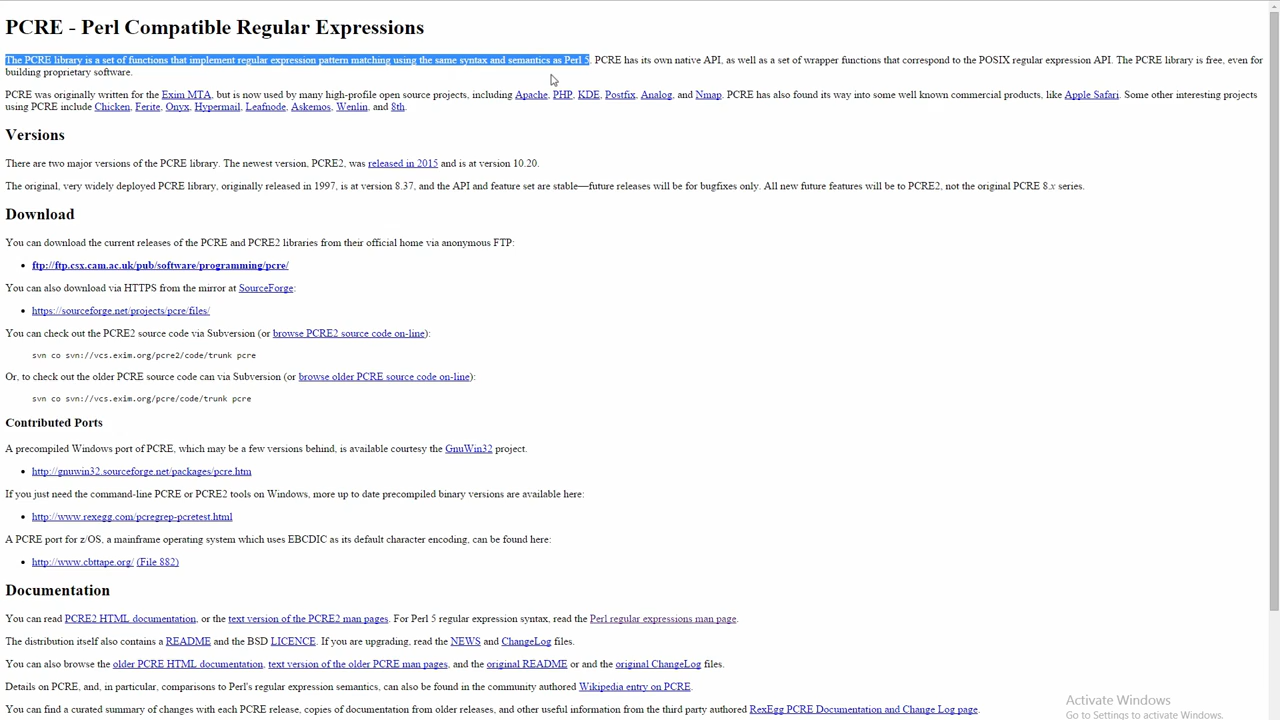 PCRE - Perl Compatible Regular Expressions
The PCRE library is a set of functions that implement regular expression pattern matching using the same syntax and semantics as Perl 5. PCRE has its own native API, as well as a set of wrapper functions that correspond to the POSIX regular expression API. The PCRE library is free, even for
building proprietary software.
PCRE was originally written for the Exim MTA, but is now used by many high-profile open source projects, including Apache, PHP, KDE, Postfix, Analog, and Nmap. PCRE has also found its way into some well known commercial products, like Apple Safari. Some other interesting projects
using PCRE include Chicken, Ferite, Onyx, Hypermail, Leafnode, Askemos, Wenlin, and 8th.
Versions
There are two major versions of the PCRE library. The newest version, PCRE2, was released in 2015 and is at version 10.20.
The original, very widely deployed PCRE library, originally released in 1997, is at version 8.37, and the API and feature set are stable—future releases will be for bugfixes only. All new future features will be to PCRE2, not the original PCRE 8.x series.
Download
You can download the current releases of the PCRE and PCRE2 libraries from their official home via anonymous FTP:
• ftp://ftp.csx.cam.ac.uk/pub/software/programming/pcre/
You can also download via HTTPS from the mirror at SourceForge:
• https://sourceforge.net/projects/pcre/files/
You can check out the PCRE2 source code via Subversion (or browse PCRE2 source code on-line):
svn co svn://vcs.exim.org/pcre2/code/trunk pcre
Or, to check out the older PCRE source code can via Subversion (or browse older PCRE source code on-line):
svn co svn://vcs.exim.org/pcre/code/trunk pcre
Contributed Ports
A precompiled Windows port of PCRE, which may be a few versions behind, is available courtesy the GnuWin32 project.
• http://gnuwin32.sourceforge.net/packages/pcre.htm
If you just need the command-line PCRE or PCRE2 tools on Windows, more up to date precompiled binary versions are available here:
• http://www.rexegg.com/pcregrep-pcretest.html
A PCRE port for z/OS, a mainframe operating system which uses EBCDIC as its default character encoding, can be found here:
• http://www.cbttape.org/ (File 882)
Documentation
You can read PCRE2 HTML documentation, or the text version of the PCRE2 man pages. For Perl 5 regular expression syntax, read the Perl regular expressions man page.
The distribution itself also contains a README and the BSD LICENCE. If you are upgrading, read the NEWS and ChangeLog files.
You can also browse the older PCRE HTML documentation, text version of the older PCRE man pages, and the original README or and the original ChangeLog files.
Details on PCRE, and, in particular, comparisons to Perl's regular expression semantics, can also be found in the community authored Wikipedia entry on PCRE.
You can find a curated summary of changes with each PCRE release, copies of documentation from older releases, and other useful information from the third party authored RexEgg PCRE Documentation and Change Log page.
Activate Windows
Go to Settings to activate Windows.